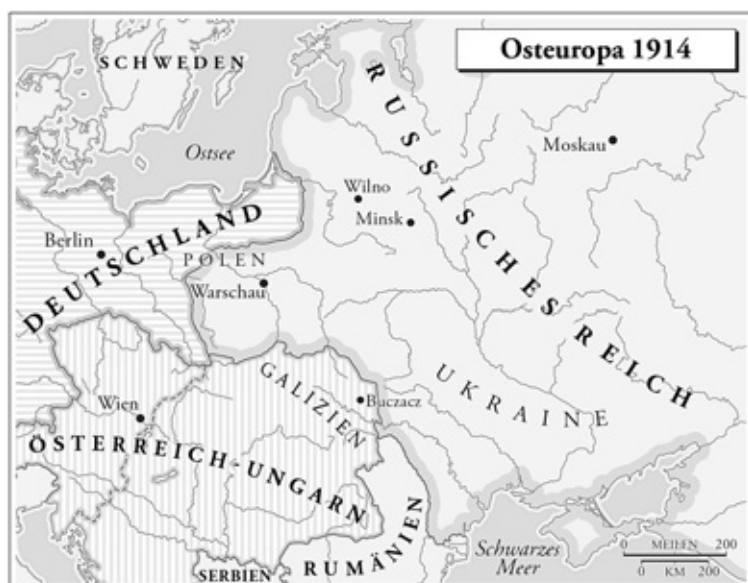 Osteuropa 1914
SCHWEDEN
RUSSISCHES REICH
Moskau
Ostsee
Wilno
Minsk
DEUTSCHLAND
Berlin
POLEN
Warschau
GALIZIEN
UKRAINE
Wien
Buczacz
ÖSTERREICH-UNGARN
RUMÄNIEN
SERBIEN
Schwarzes
Meer
0 MEILEN 200
0 KM 200